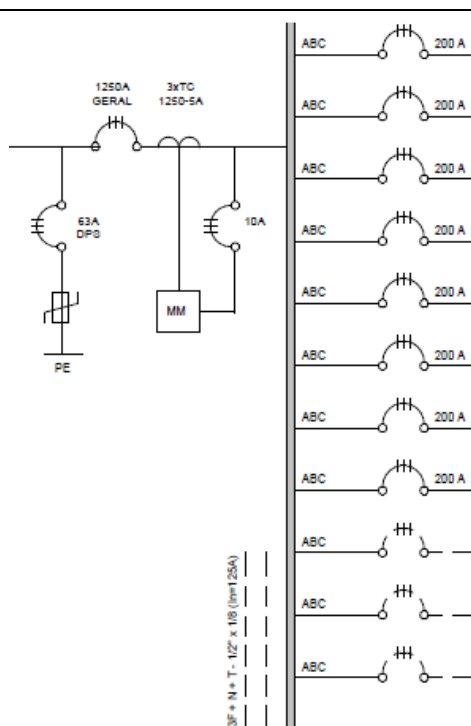 1250A
GERAL
3xTC
1250-5A
63A
DPS
10A
MM
PE
ABC 200 A
ABC 200 A
ABC 200 A
ABC 200 A
ABC 200 A
ABC 200 A
ABC 200 A
ABC 200 A
ABC
ABC
ABC
3F + N + T - 1/2" x 1/8 (In=125A)